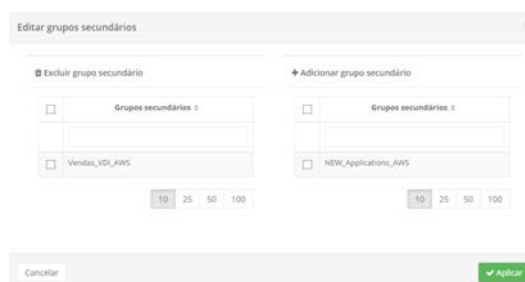 Editar grupos secundários
Excluir grupo secundário
Grupos secundários
Vendas_VDI_AWS
10 25 50 100
Adicionar grupo secundário
Grupos secundários
NEW_Applications_AWS
10 25 50 100
Cancelar
Aplicar